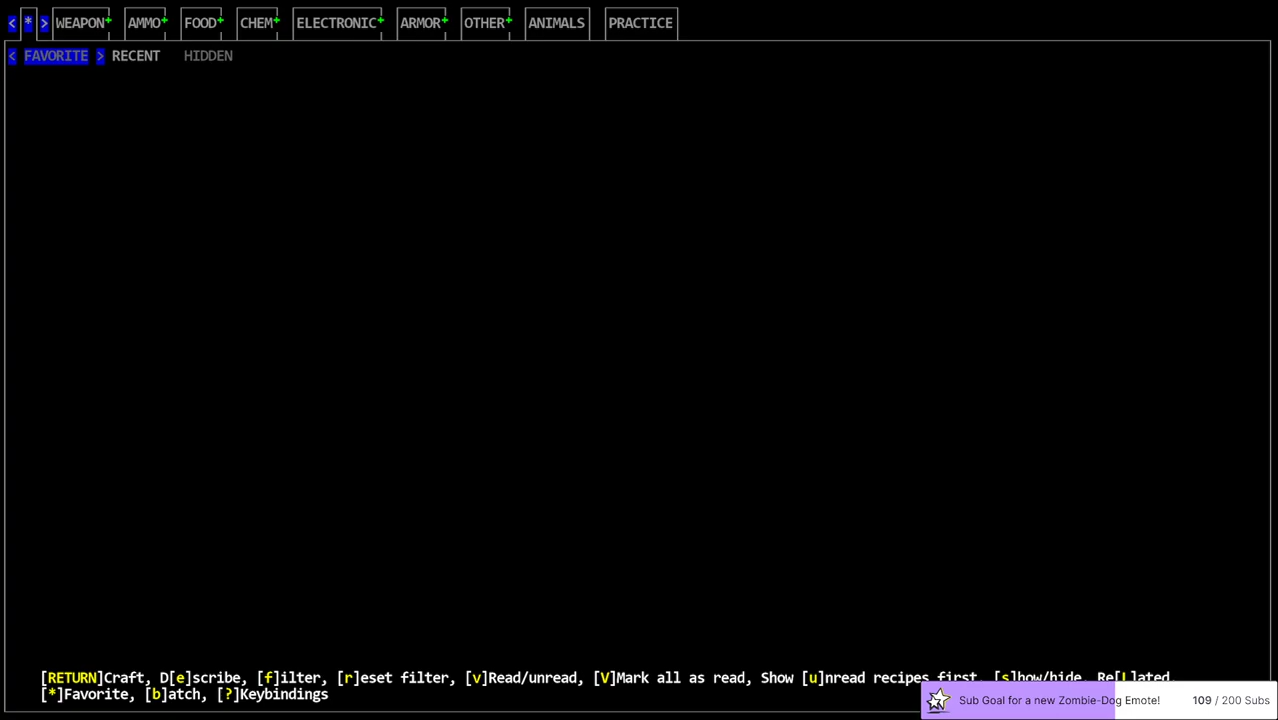 < * > WEAPON+ AMMO+ FOOD+ CHEM+ ELECTRONIC+ ARMOR+ OTHER+ ANIMALS PRACTICE
< FAVORITE > RECENT HIDDEN
[RETURN]Craft, D[e]scribe, [f]ilter, [r]eset filter, [v]Read/unread, [V]Mark all as read, Show [u]nread recipes first, [s]how/hide, Re[L]ated,
[*]Favorite, [b]atch, [?]Keybindings
Sub Goal for a new Zombie-Dog Emote! 109 / 200 Subs